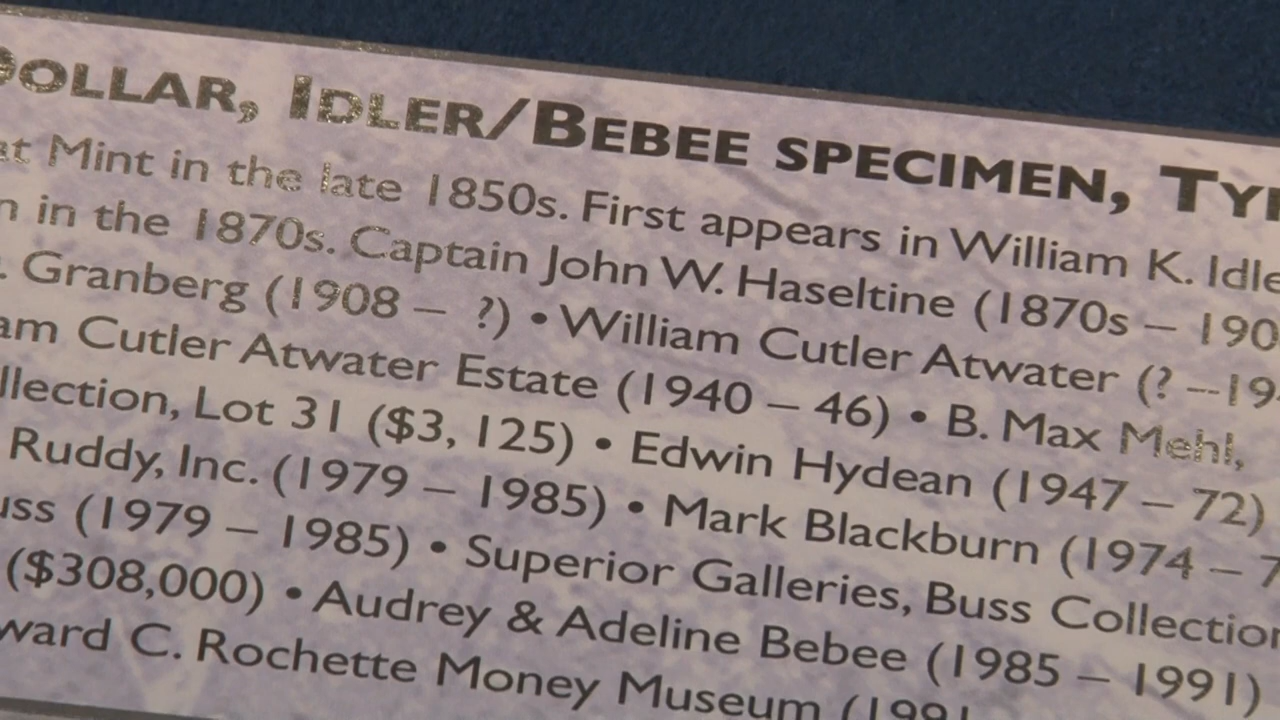 DOLLAR, IDLER/BEBEE SPECIMEN, TY
at Mint in the late 1850s. First appears in William K. Idle
n in the 1870s. Captain John W. Haseltine (1870s – 190
. Granberg (1908 – ?) • William Cutler Atwater (? –-19
am Cutler Atwater Estate (1940 – 46) • B. Max Mehl,
llection, Lot 31 ($3, 125) • Edwin Hydean (1947 – 72)
Ruddy, Inc. (1979 – 1985) • Mark Blackburn (1974 – 7
uss (1979 – 1985) • Superior Galleries, Buss Collection
($308,000) • Audrey & Adeline Bebee (1985 – 1991)
ward C. Rochette Money Museum (1991